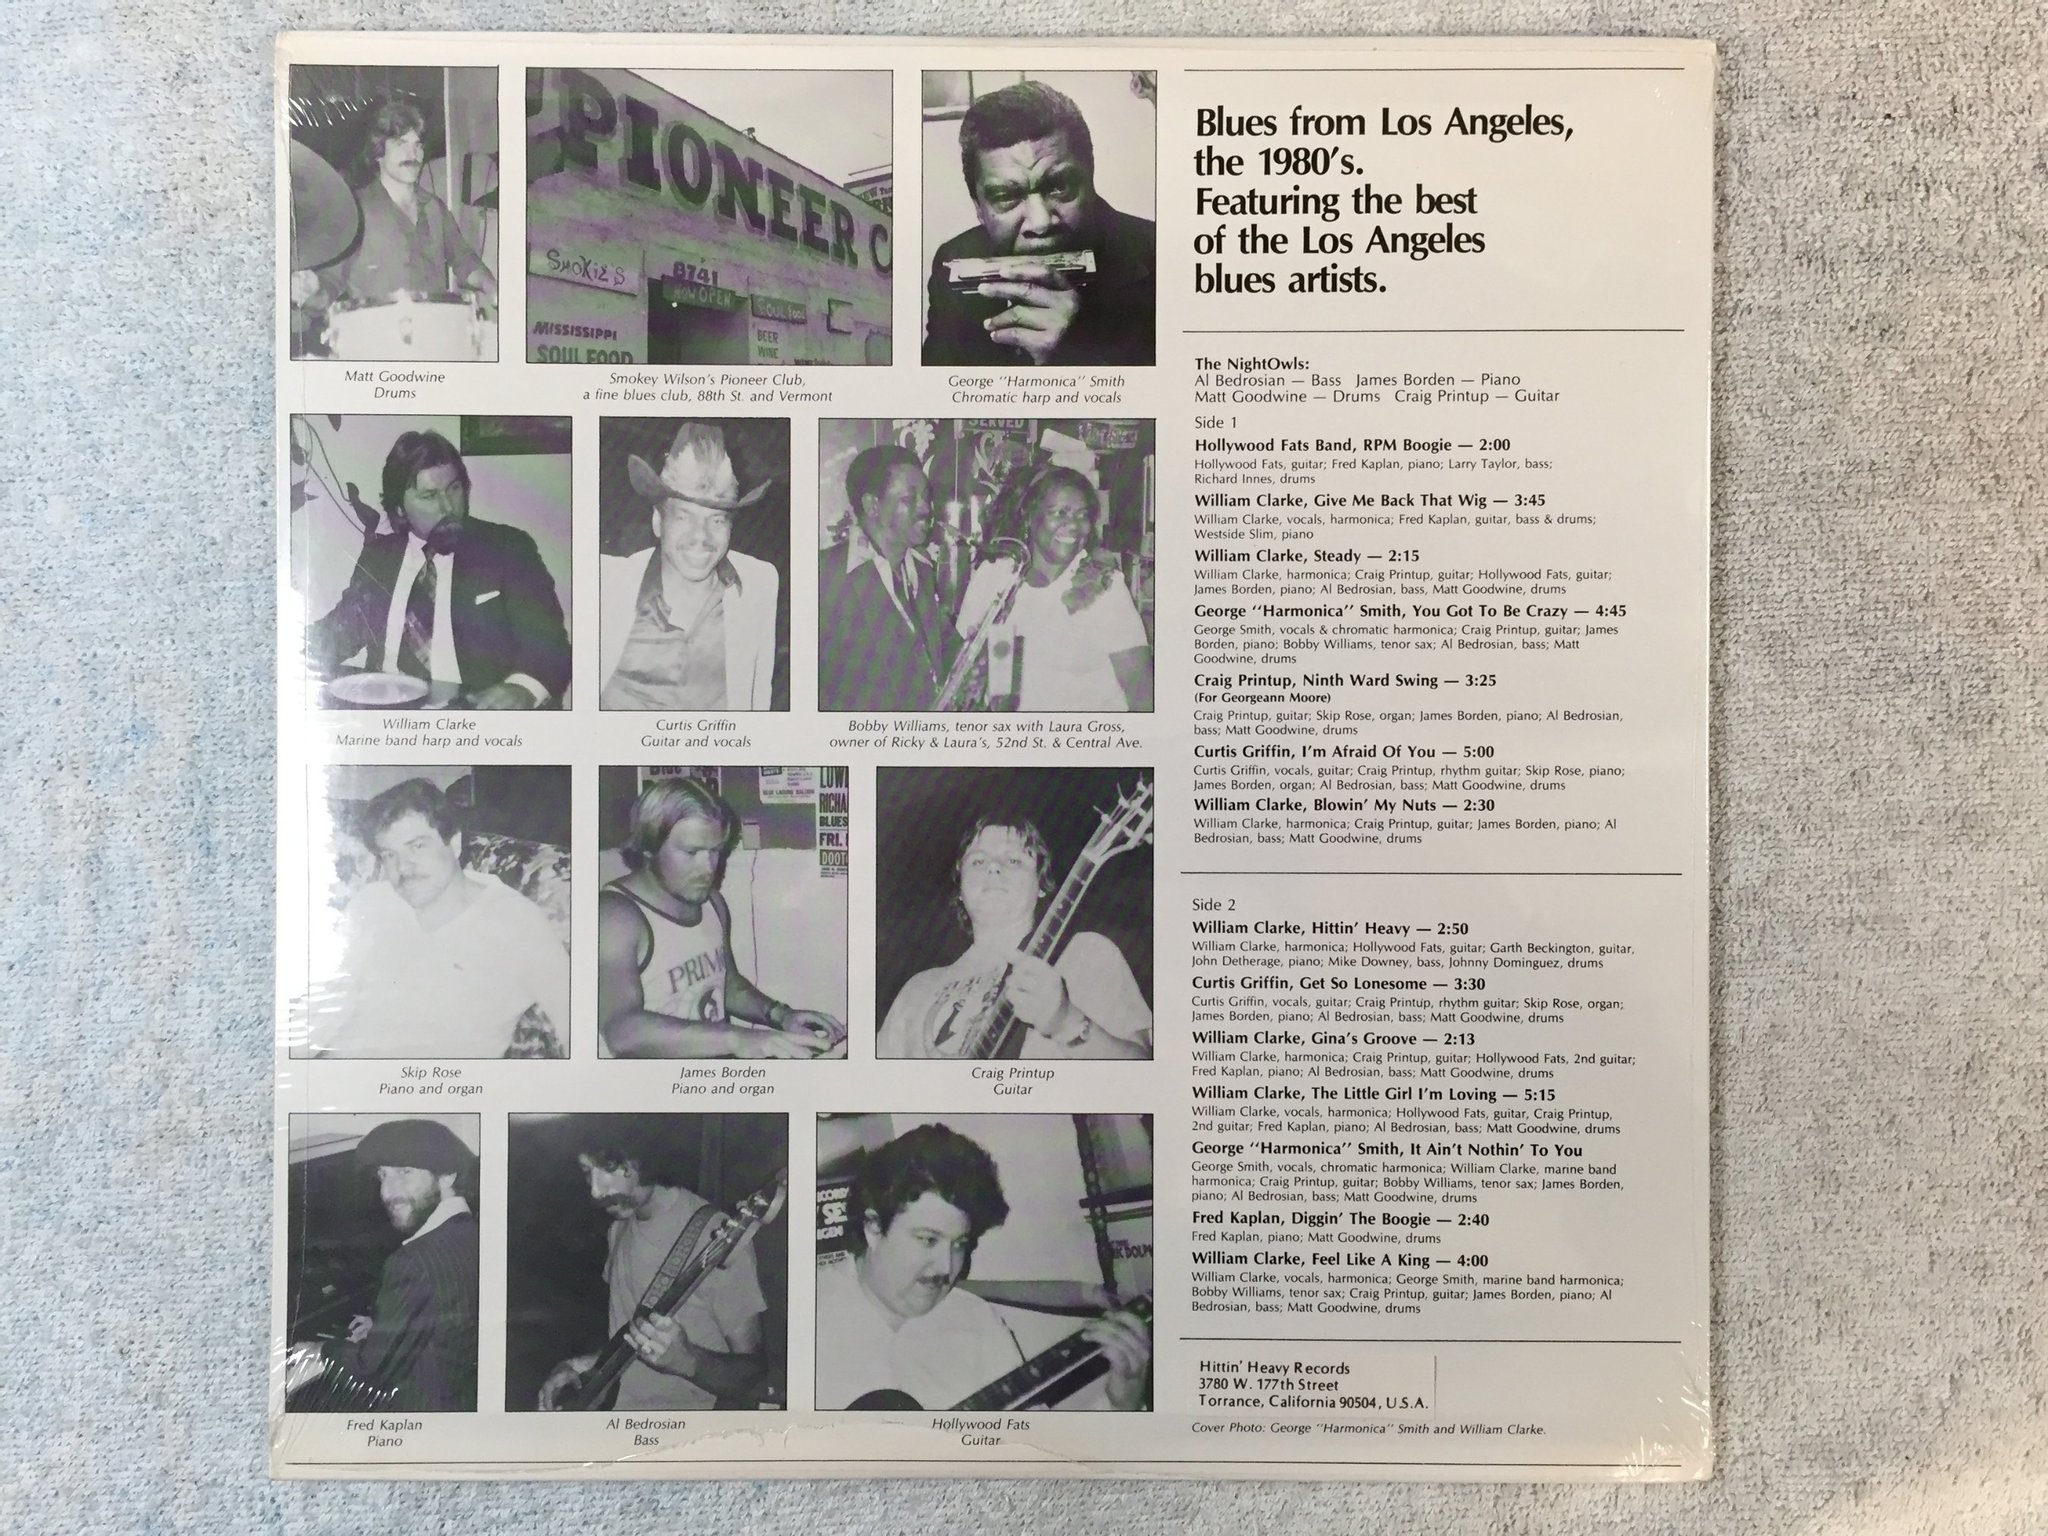 PIONEER C
SMOKIE'S
8741
NOW OPEN
SOUL FOOD
MISSISSIPPI
SOUL FOOD
BEER
WINE
Matt Goodwine
Drums
Smokey Wilson's Pioneer Club,
a fine blues club, 88th St. and Vermont
George "Harmonica" Smith
Chromatic harp and vocals
SERVED
William Clarke
Marine band harp and vocals
Curtis Griffin
Guitar and vocals
Bobby Williams, tenor sax with Laura Gross,
owner of Ricky & Laura's, 52nd St. & Central Ave.
LOW
RICHA
BLUES
FRI.
DOOT
PRIM
Skip Rose
Piano and organ
James Borden
Piano and organ
Craig Printup
Guitar
Fred Kaplan
Piano
Al Bedrosian
Bass
Hollywood Fats
Guitar
Blues from Los Angeles,
the 1980's.
Featuring the best
of the Los Angeles
blues artists.
The NightOwls:
Al Bedrosian — Bass James Borden — Piano
Matt Goodwine — Drums Craig Printup — Guitar
Side 1
Hollywood Fats Band, RPM Boogie — 2:00
Hollywood Fats, guitar; Fred Kaplan, piano; Larry Taylor, bass;
Richard Innes, drums
William Clarke, Give Me Back That Wig — 3:45
William Clarke, vocals, harmonica; Fred Kaplan, guitar, bass & drums;
Westside Slim, piano
William Clarke, Steady — 2:15
William Clarke, harmonica; Craig Printup, guitar; Hollywood Fats, guitar;
James Borden, piano; Al Bedrosian, bass, Matt Goodwine, drums
George "Harmonica" Smith, You Got To Be Crazy — 4:45
George Smith, vocals & chromatic harmonica; Craig Printup, guitar; James
Borden, piano; Bobby Williams, tenor sax; Al Bedrosian, bass; Matt
Goodwine, drums
Craig Printup, Ninth Ward Swing — 3:25
(For Georgeann Moore)
Craig Printup, guitar; Skip Rose, organ; James Borden, piano; Al Bedrosian,
bass; Matt Goodwine, drums
Curtis Griffin, I'm Afraid Of You — 5:00
Curtis Griffin, vocals, guitar; Craig Printup, rhythm guitar; Skip Rose, piano;
James Borden, organ; Al Bedrosian, bass; Matt Goodwine, drums
William Clarke, Blowin' My Nuts — 2:30
William Clarke, harmonica; Craig Printup, guitar; James Borden, piano; Al
Bedrosian, bass; Matt Goodwine, drums
Side 2
William Clarke, Hittin' Heavy — 2:50
William Clarke, harmonica; Hollywood Fats, guitar; Garth Beckington, guitar,
John Detherage, piano; Mike Downey, bass, Johnny Dominguez, drums
Curtis Griffin, Get So Lonesome — 3:30
Curtis Griffin, vocals, guitar; Craig Printup, rhythm guitar; Skip Rose, organ;
James Borden, piano; Al Bedrosian, bass; Matt Goodwine, drums
William Clarke, Gina's Groove — 2:13
William Clarke, harmonica; Craig Printup, guitar; Hollywood Fats, 2nd guitar;
Fred Kaplan, piano; Al Bedrosian, bass; Matt Goodwine, drums
William Clarke, The Little Girl I'm Loving — 5:15
William Clarke, vocals, harmonica; Hollywood Fats, guitar, Craig Printup,
2nd guitar; Fred Kaplan, piano; Al Bedrosian, bass; Matt Goodwine, drums
George "Harmonica" Smith, It Ain't Nothin' To You
George Smith, vocals, chromatic harmonica; William Clarke, marine band
harmonica; Craig Printup, guitar; Bobby Williams, tenor sax; James Borden,
piano; Al Bedrosian, bass; Matt Goodwine, drums
Fred Kaplan, Diggin' The Boogie — 2:40
Fred Kaplan, piano; Matt Goodwine, drums
William Clarke, Feel Like A King — 4:00
William Clarke, vocals, harmonica; George Smith, marine band harmonica;
Bobby Williams, tenor sax; Craig Printup, guitar; James Borden, piano; Al
Bedrosian, bass; Matt Goodwine, drums
Hittin' Heavy Records
3780 W. 177th Street
Torrance, California 90504, U.S.A.
Cover Photo: George "Harmonica" Smith and William Clarke.